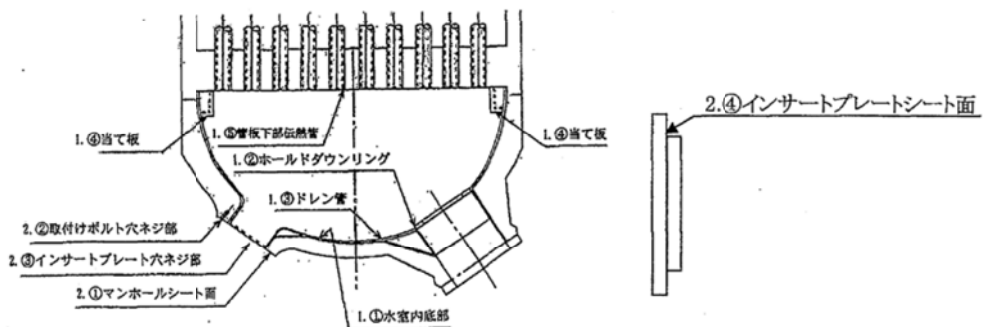 2.④インサートプレートシート面
1.④当て板
1.⑤管板下部伝熱管
1.④当て板
1.②ホールドダウンリング
1.③ドレン管
2.②取付けボルト穴ネジ部
2.③インサートプレート穴ネジ部
2.①マンホールシート面
1.①水室内底部